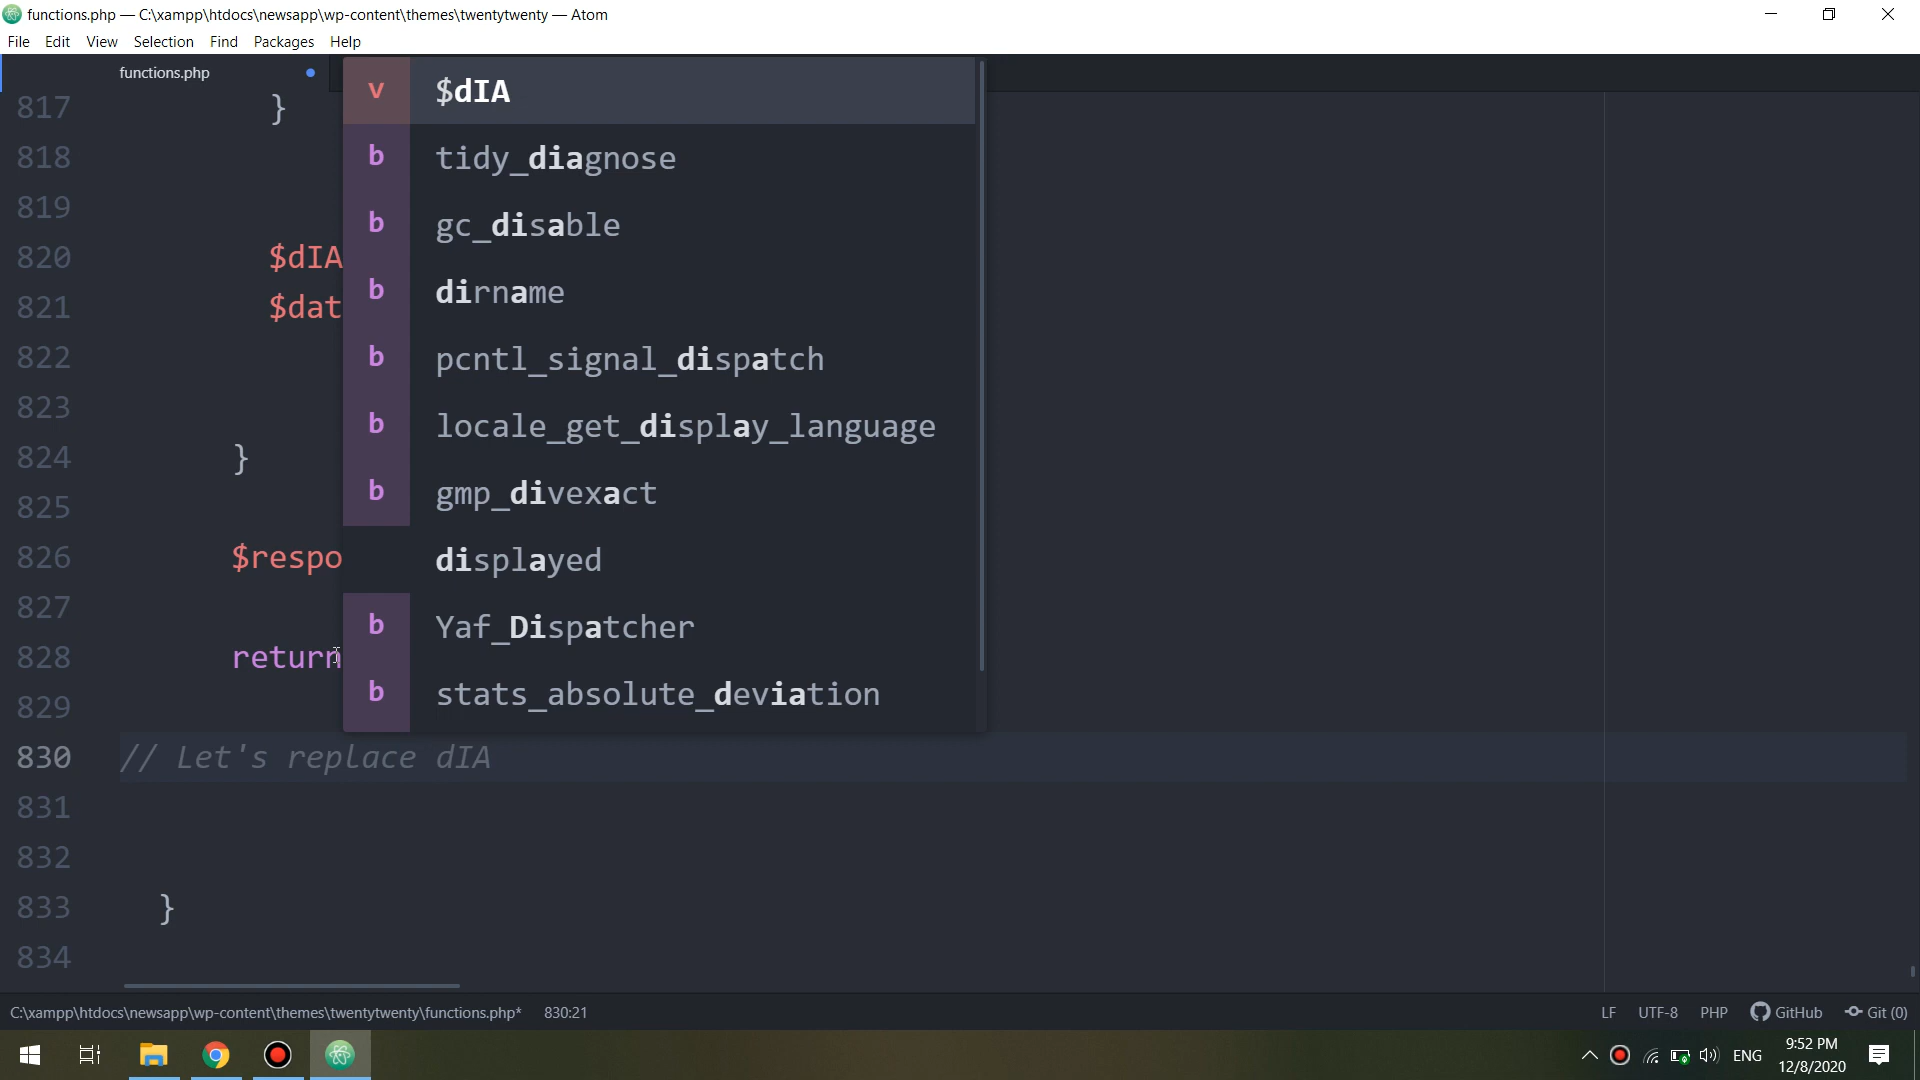 functions.php — C:\xampp\htdocs\newsapp\wp-content\themes\twentytwenty — Atom
File Edit View Selection Find Packages Help
functions.php
v $dIA
b tidy_diagnose
b gc_disable
b dirname
b pcntl_signal_dispatch
b locale_get_display_language
b gmp_divexact
displayed
b Yaf_Dispatcher
b stats_absolute_deviation
817 }
818
819
820 $dIA
821 $dat
822
823
824 }
825
826 $respo
827
828 return
829
830 // Let's replace dIA
831
832
833 }
834
C:\xampp\htdocs\newsapp\wp-content\themes\twentytwenty\functions.php* 830:21 LF UTF-8 PHP GitHub Git (0)
ENG 9:52 PM
12/8/2020